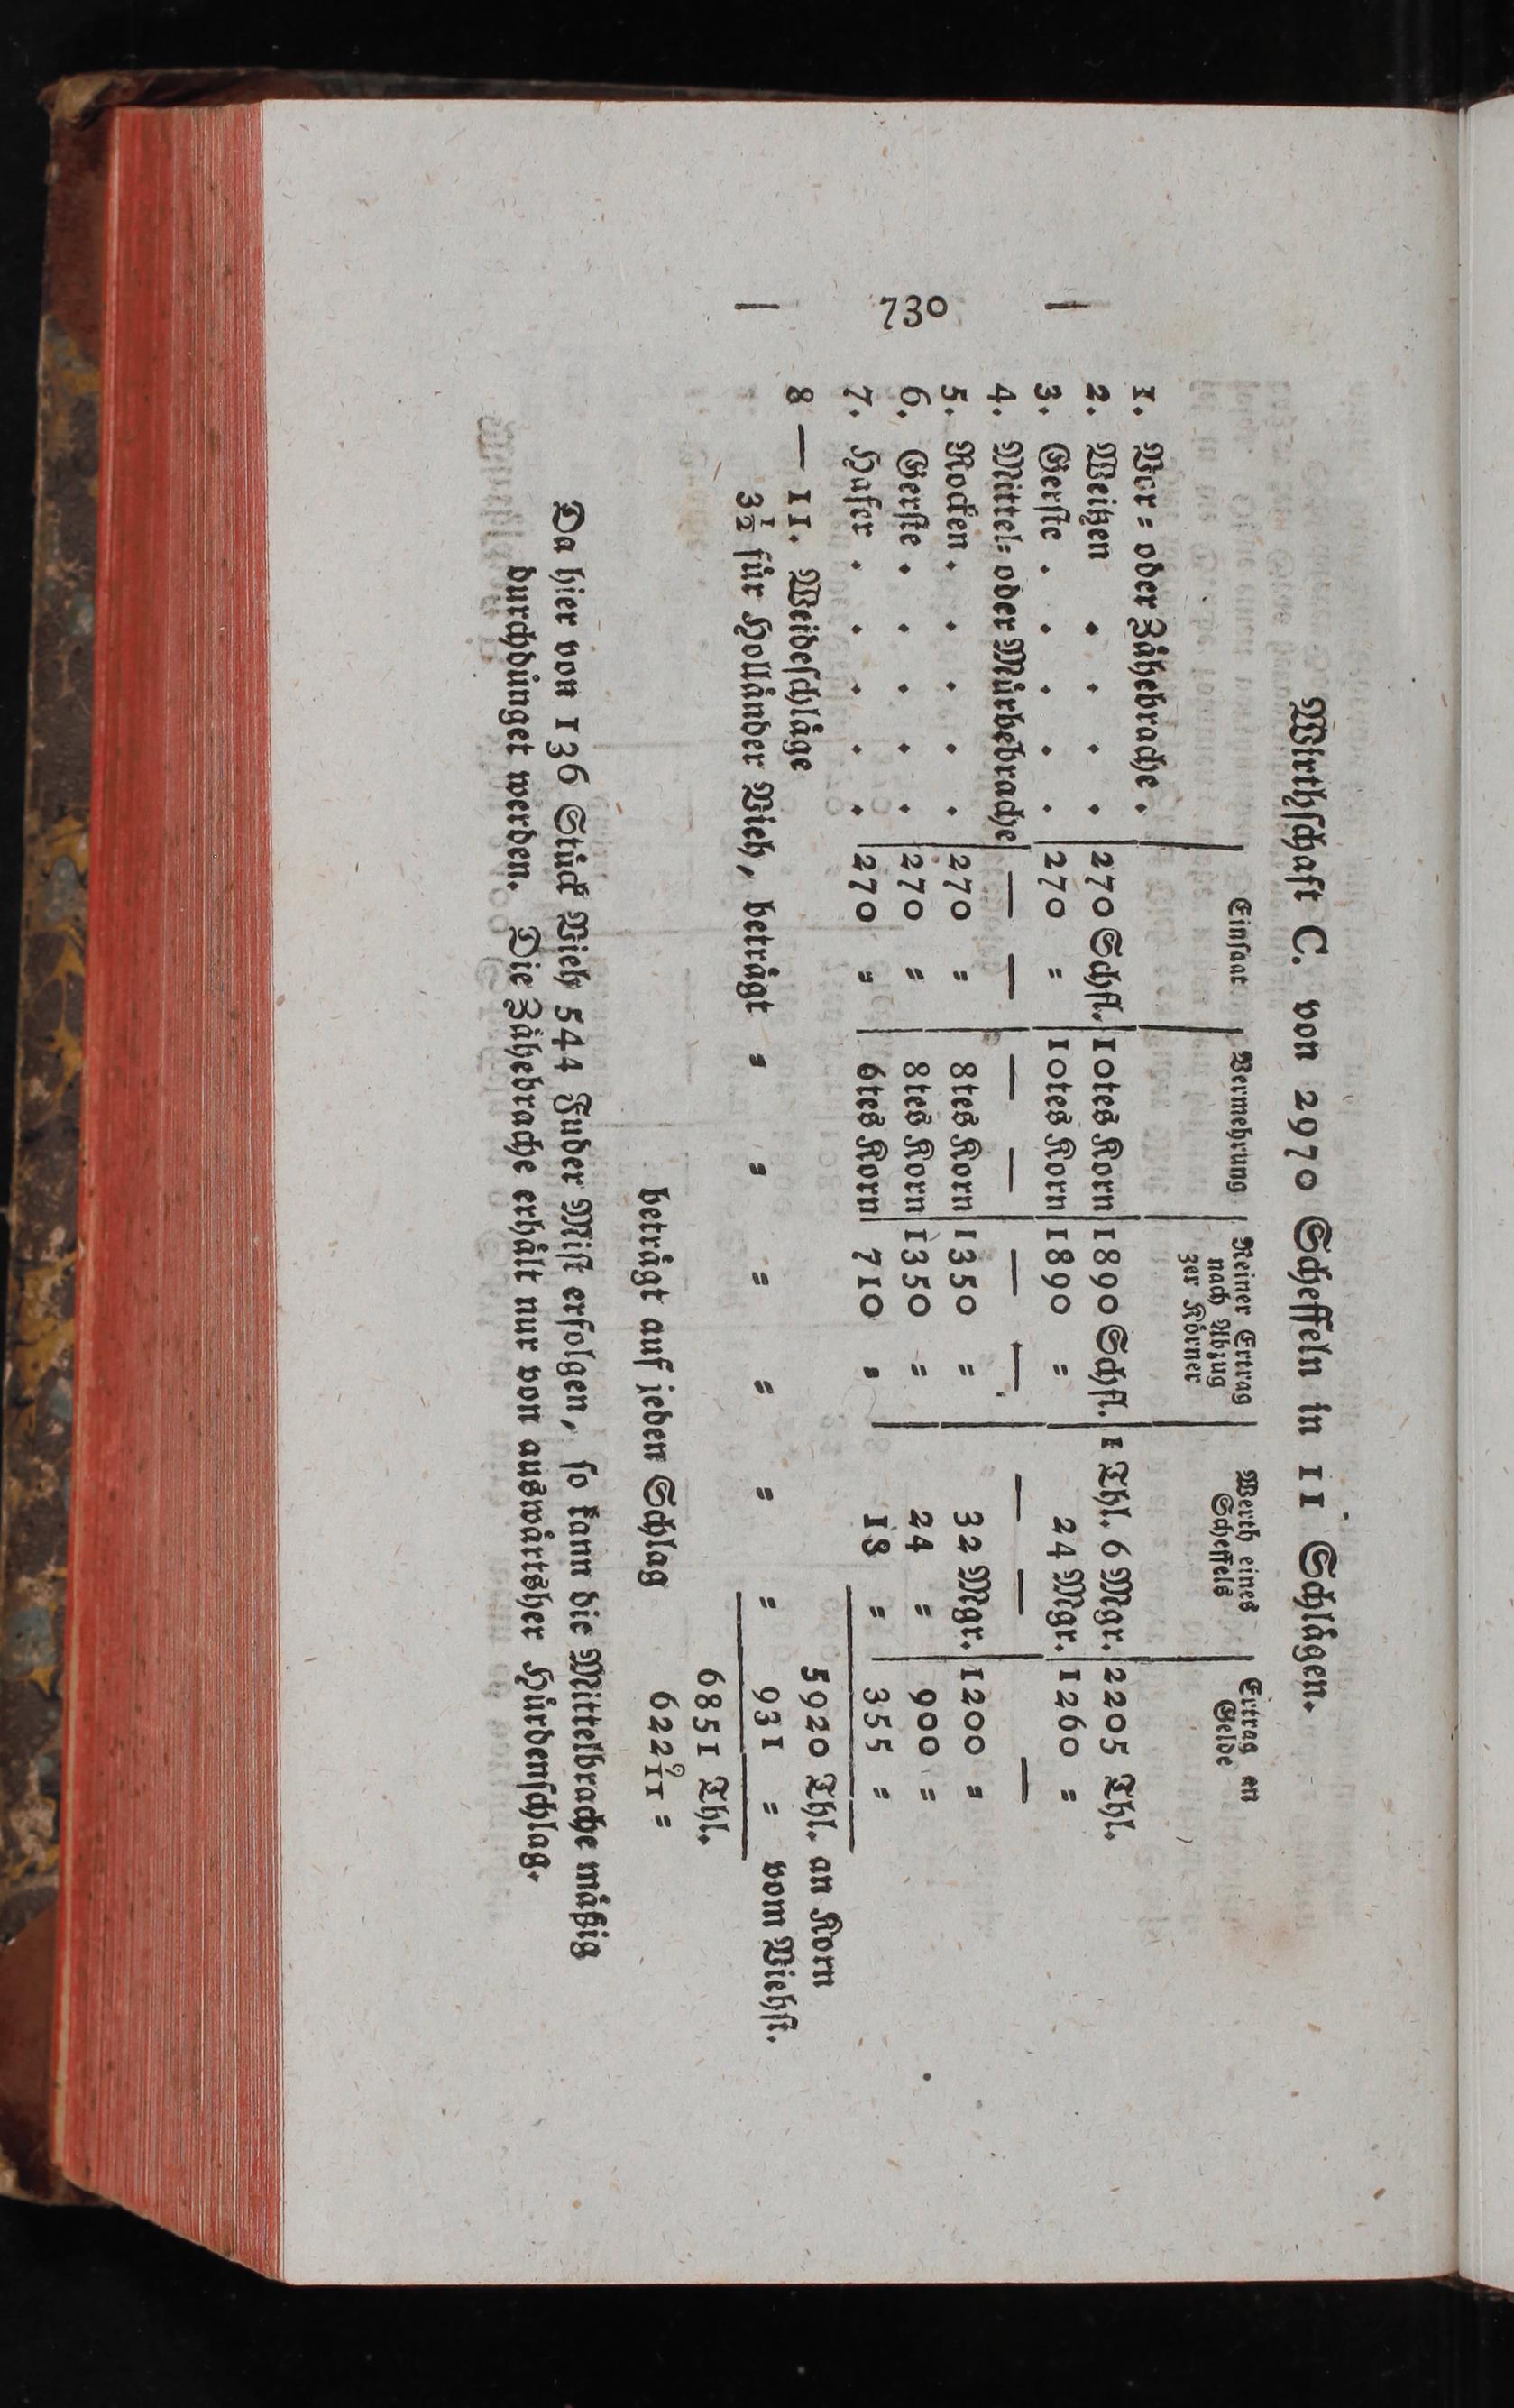 — 730 —
Wirthschaft C. von 2970 Scheffeln in 11 Schlägen.
Einsaat | Vermehrung | Reiner Ertrag nach Abzug 3er Körner | Werth eines Scheffels | Ertrag an Gelde
1. Vor= oder Zähebrache .
2. Weitzen . . . . 270 Schfl. | 10tes Korn | 1890 Schfl. | 1 Thl. 6 Mgr. | 2205 Thl.
3. Gerste . . . . . 270 = | 10tes Korn | 1890 = | 24 Mgr. | 1260 =
4. Mittel= oder Mürbebrache — — | — — | — — | — — | —
5. Rocken . . . . . 270 = | 8tes Korn | 1350 = | 32 Mgr. | 1200 =
6. Gerste . . . . . 270 = | 8tes Korn | 1350 = | 24 = | 900 =
7. Hafer . . . . . 270 = | 6tes Korn | 710 = | 18 = | 355 =
8 — 11. Weideschläge 5920 Thl. an Korn
3½ für Holländer Vieh, beträgt = = = = = = 931 = vom Viehst.
6851 Thl.
beträgt auf jeden Schlag 622 9/11 =
Da hier von 136 Stück Vieh 544 Fuder Mist erfolgen, so kann die Mittelbrache mäßig
durchdünget werden. Die Zähebrache erhält nur von auswärtsher Hürdenschlag.